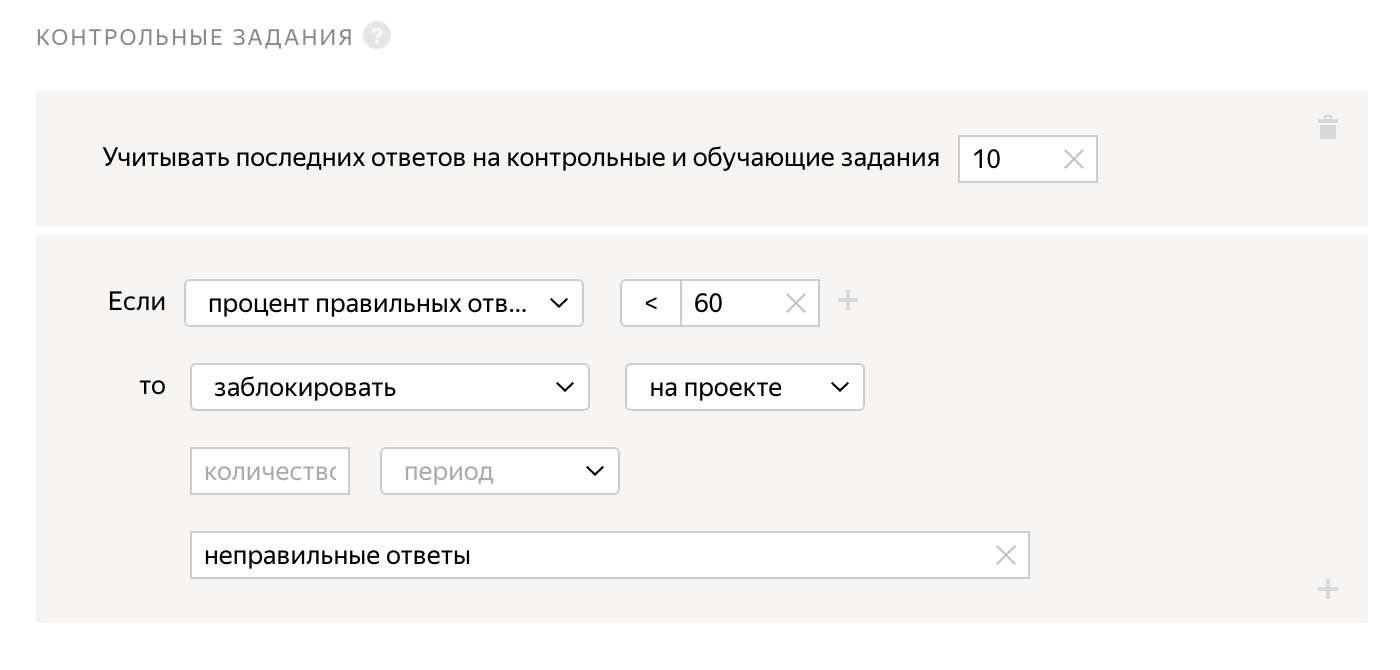 КОНТРОЛЬНЫЕ ЗАДАНИЯ ?
Учитывать последних ответов на контрольные и обучающие задания 10
Если процент правильных отв... < 60
то заблокировать на проекте
количеств период
неправильные ответы